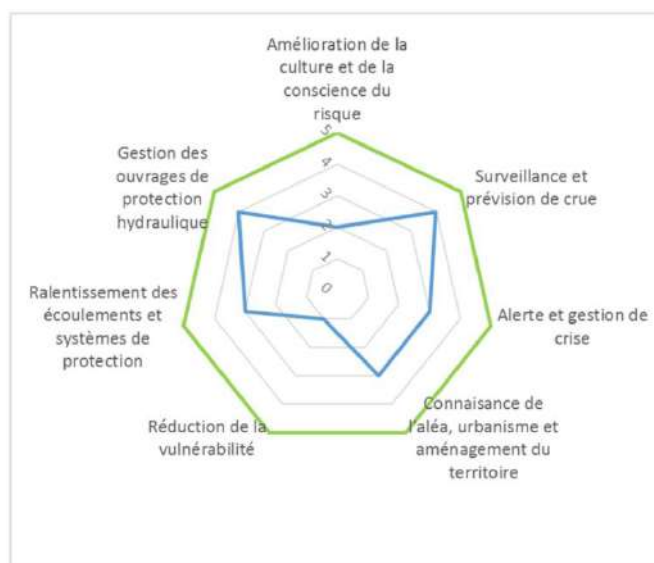 Amélioration de la
culture et de la
conscience du
risque
5
4
3
2
1
0
Surveillance et
prévision de crue
Alerte et gestion de
crise
Connaisance de
l'aléa, urbanisme et
aménagement du
territoire
Réduction de la
vulnérabilité
Ralentissement des
écoulements et
systèmes de
protection
Gestion des
ouvrages de
protection
hydraulique